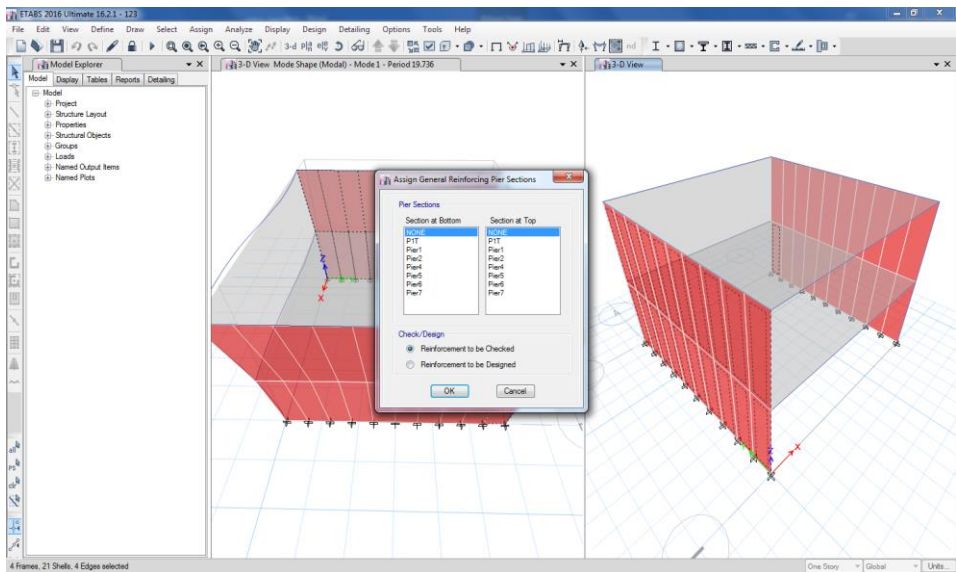 ETABS 2016 Ultimate 16.2.1 - 123
File Edit View Define Draw Select Assign Analyze Display Design Detailing Options Tools Help
3-d
nd
Model Explorer
3-D View Mode Shape (Modal) - Mode 1 - Period 19.736
3-D View
Model Display Tables Reports Detailing
Model
Project
Structure Layout
Properties
Structural Objects
Groups
Loads
Named Output Items
Named Plots
Assign General Reinforcing Pier Sections
Pier Sections
Section at Bottom Section at Top
NONE NONE
P1T P1T
Pier1 Pier1
Pier2 Pier2
Pier4 Pier4
Pier5 Pier5
Pier6 Pier6
Pier7 Pier7
Check/Design
Reinforcement to be Checked
Reinforcement to be Designed
OK Cancel
Z
X
Z
X
all
PS
clr
4 Frames, 21 Shells, 4 Edges selected
One Story Global Units...